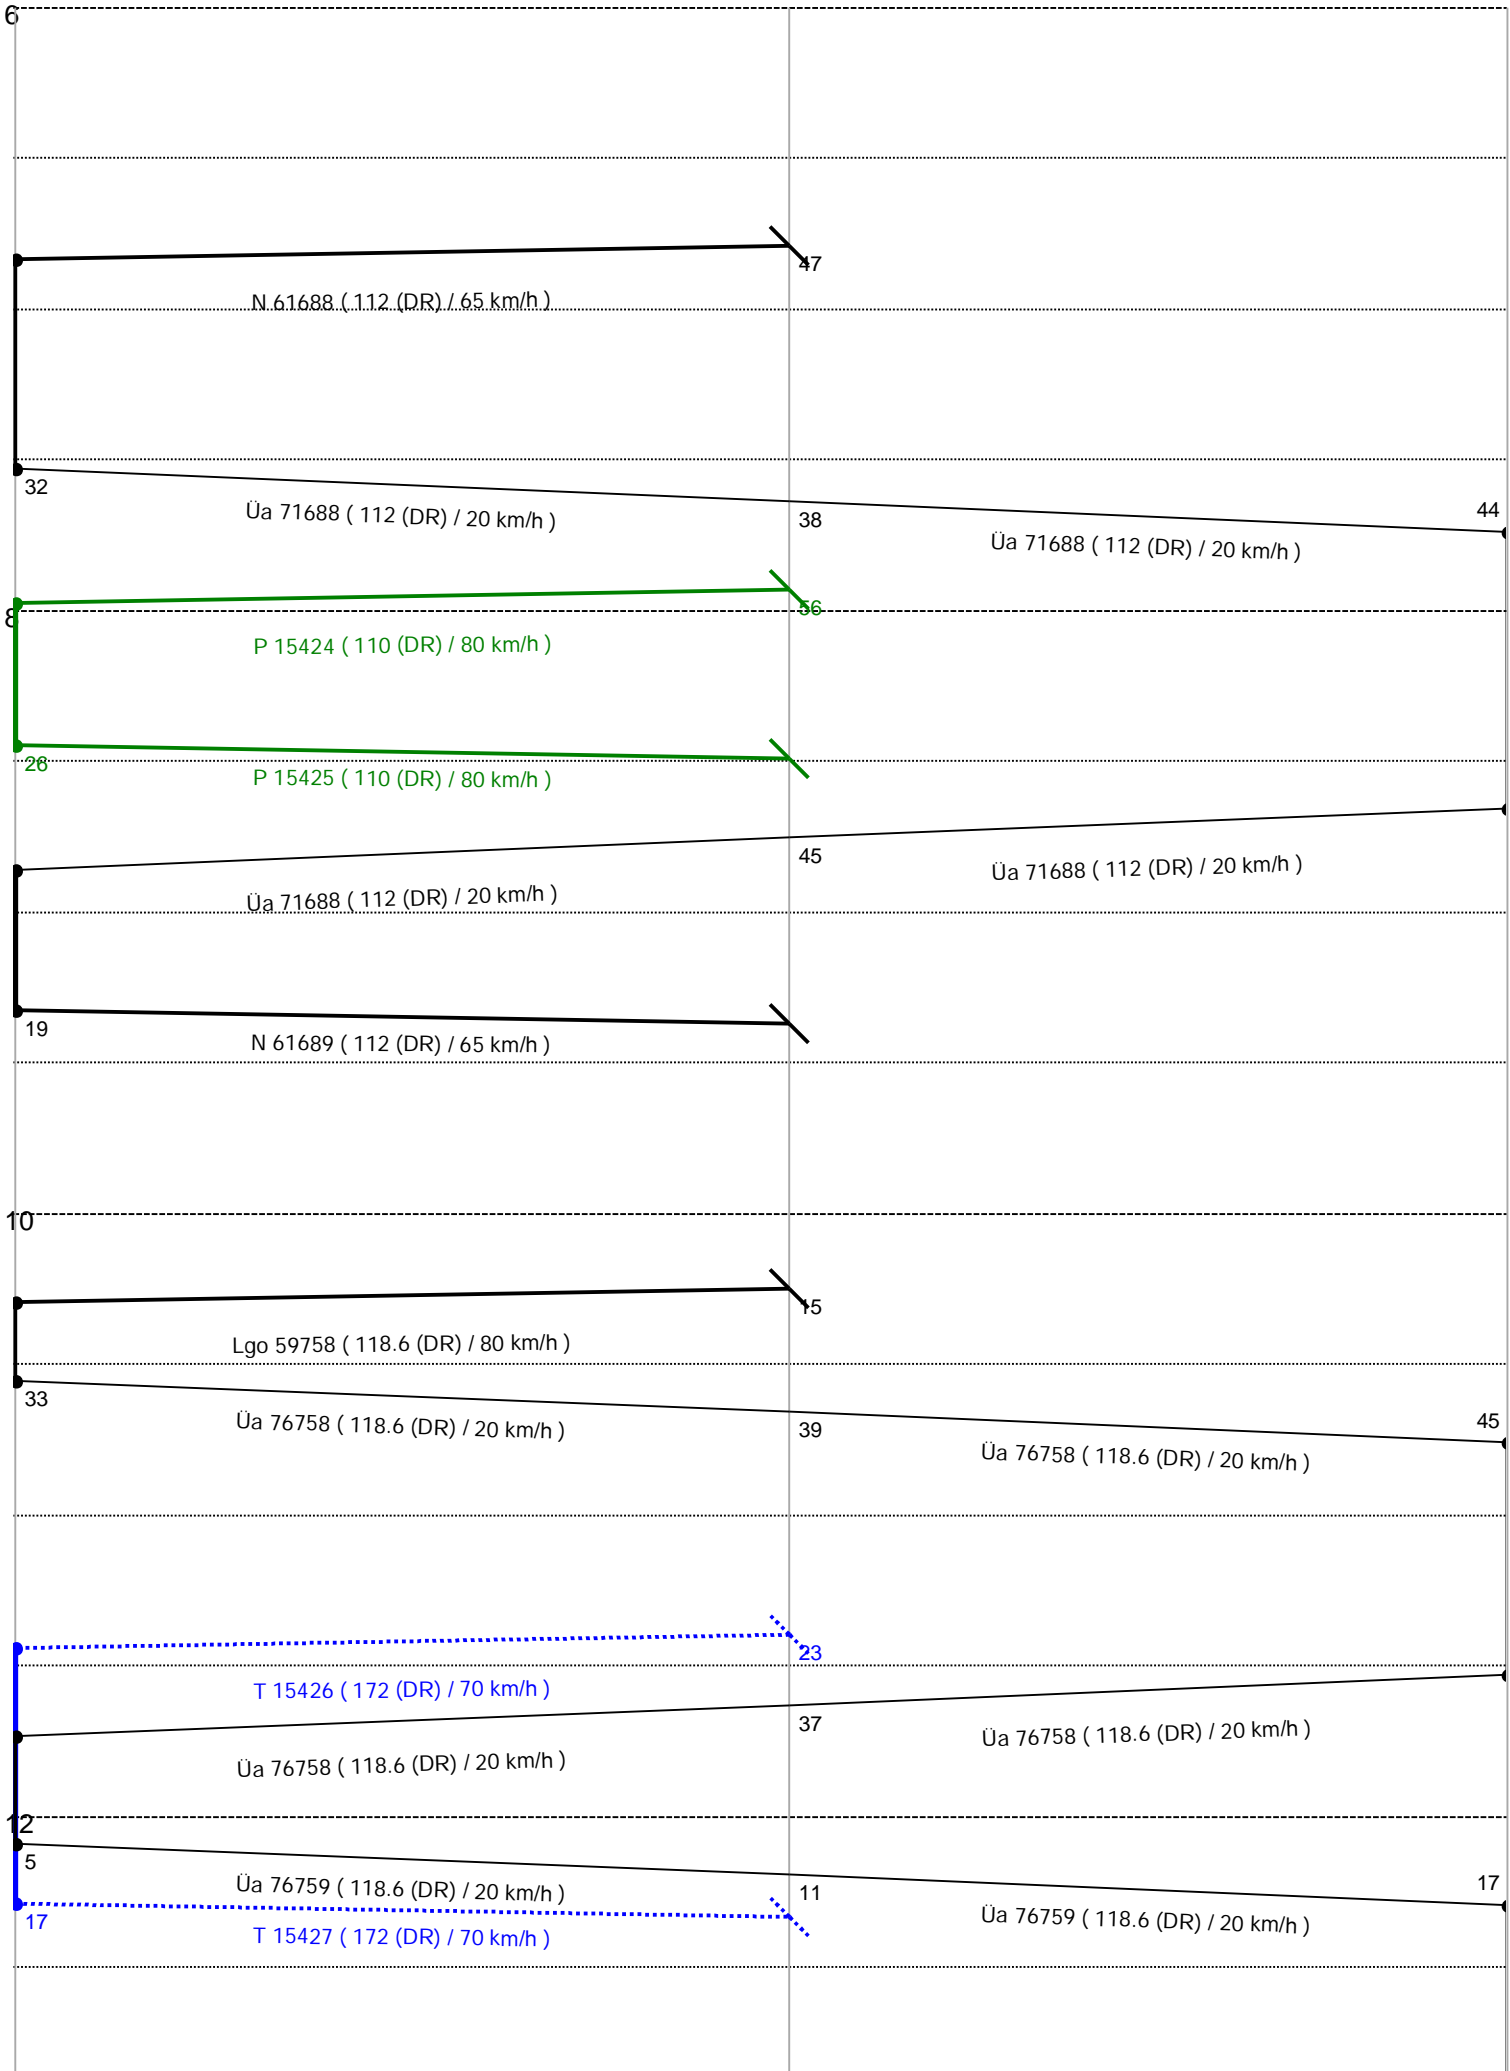 6
47
N 61688 ( 112 (DR) / 65 km/h )
32
Üa 71688 ( 112 (DR) / 20 km/h )
38
44
Üa 71688 ( 112 (DR) / 20 km/h )
8
56
P 15424 ( 110 (DR) / 80 km/h )
26
P 15425 ( 110 (DR) / 80 km/h )
45
Üa 71688 ( 112 (DR) / 20 km/h )
Üa 71688 ( 112 (DR) / 20 km/h )
19
N 61689 ( 112 (DR) / 65 km/h )
10
15
Lgo 59758 ( 118.6 (DR) / 80 km/h )
33
Üa 76758 ( 118.6 (DR) / 20 km/h )
39
45
Üa 76758 ( 118.6 (DR) / 20 km/h )
23
T 15426 ( 172 (DR) / 70 km/h )
37
Üa 76758 ( 118.6 (DR) / 20 km/h )
Üa 76758 ( 118.6 (DR) / 20 km/h )
12
5
Üa 76759 ( 118.6 (DR) / 20 km/h )
11
17
Üa 76759 ( 118.6 (DR) / 20 km/h )
17
T 15427 ( 172 (DR) / 70 km/h )